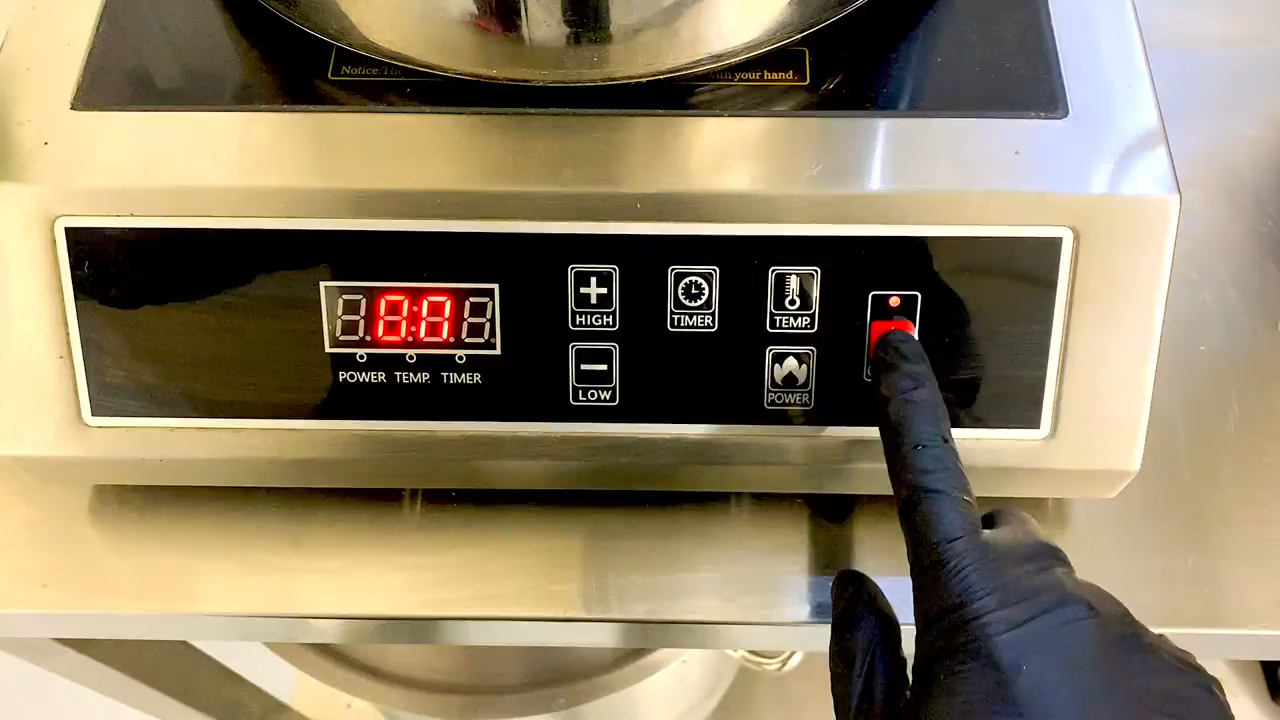 Notice: with your hand.
HIGH
TIMER
TEMP.
POWER TEMP. TIMER
LOW
POWER